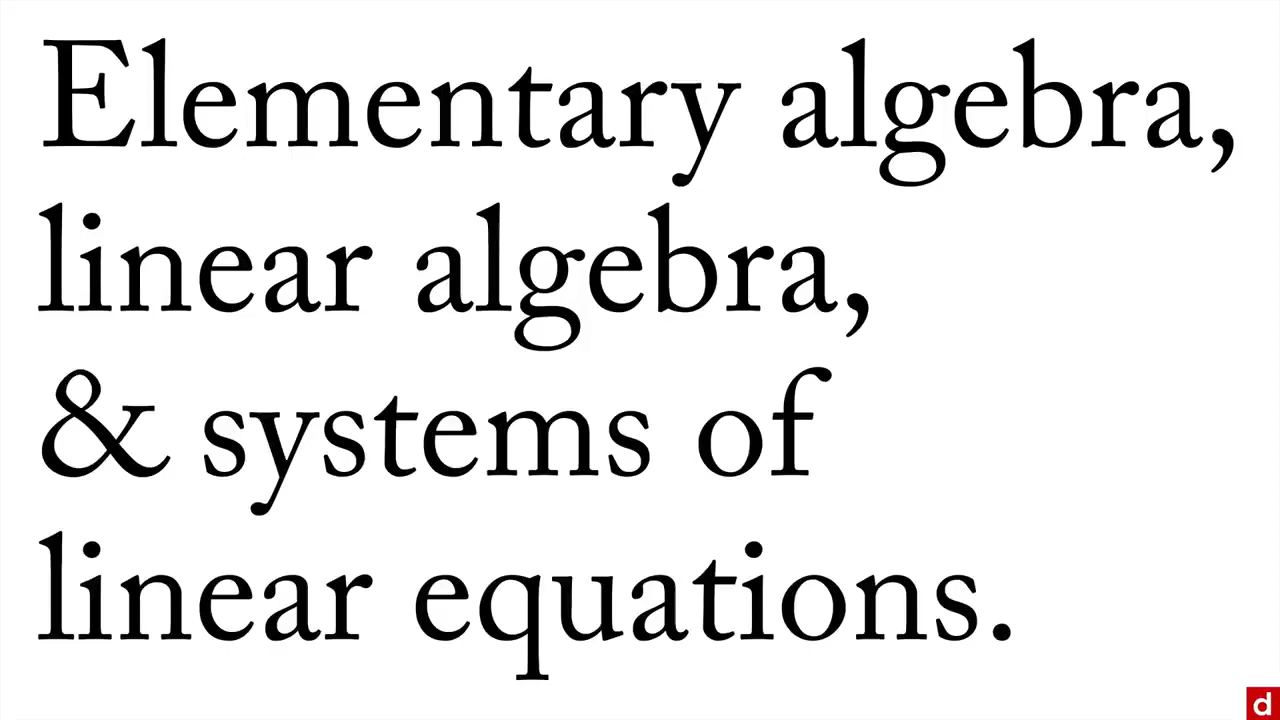 Elementary algebra,
linear algebra,
& systems of
linear equations.
d